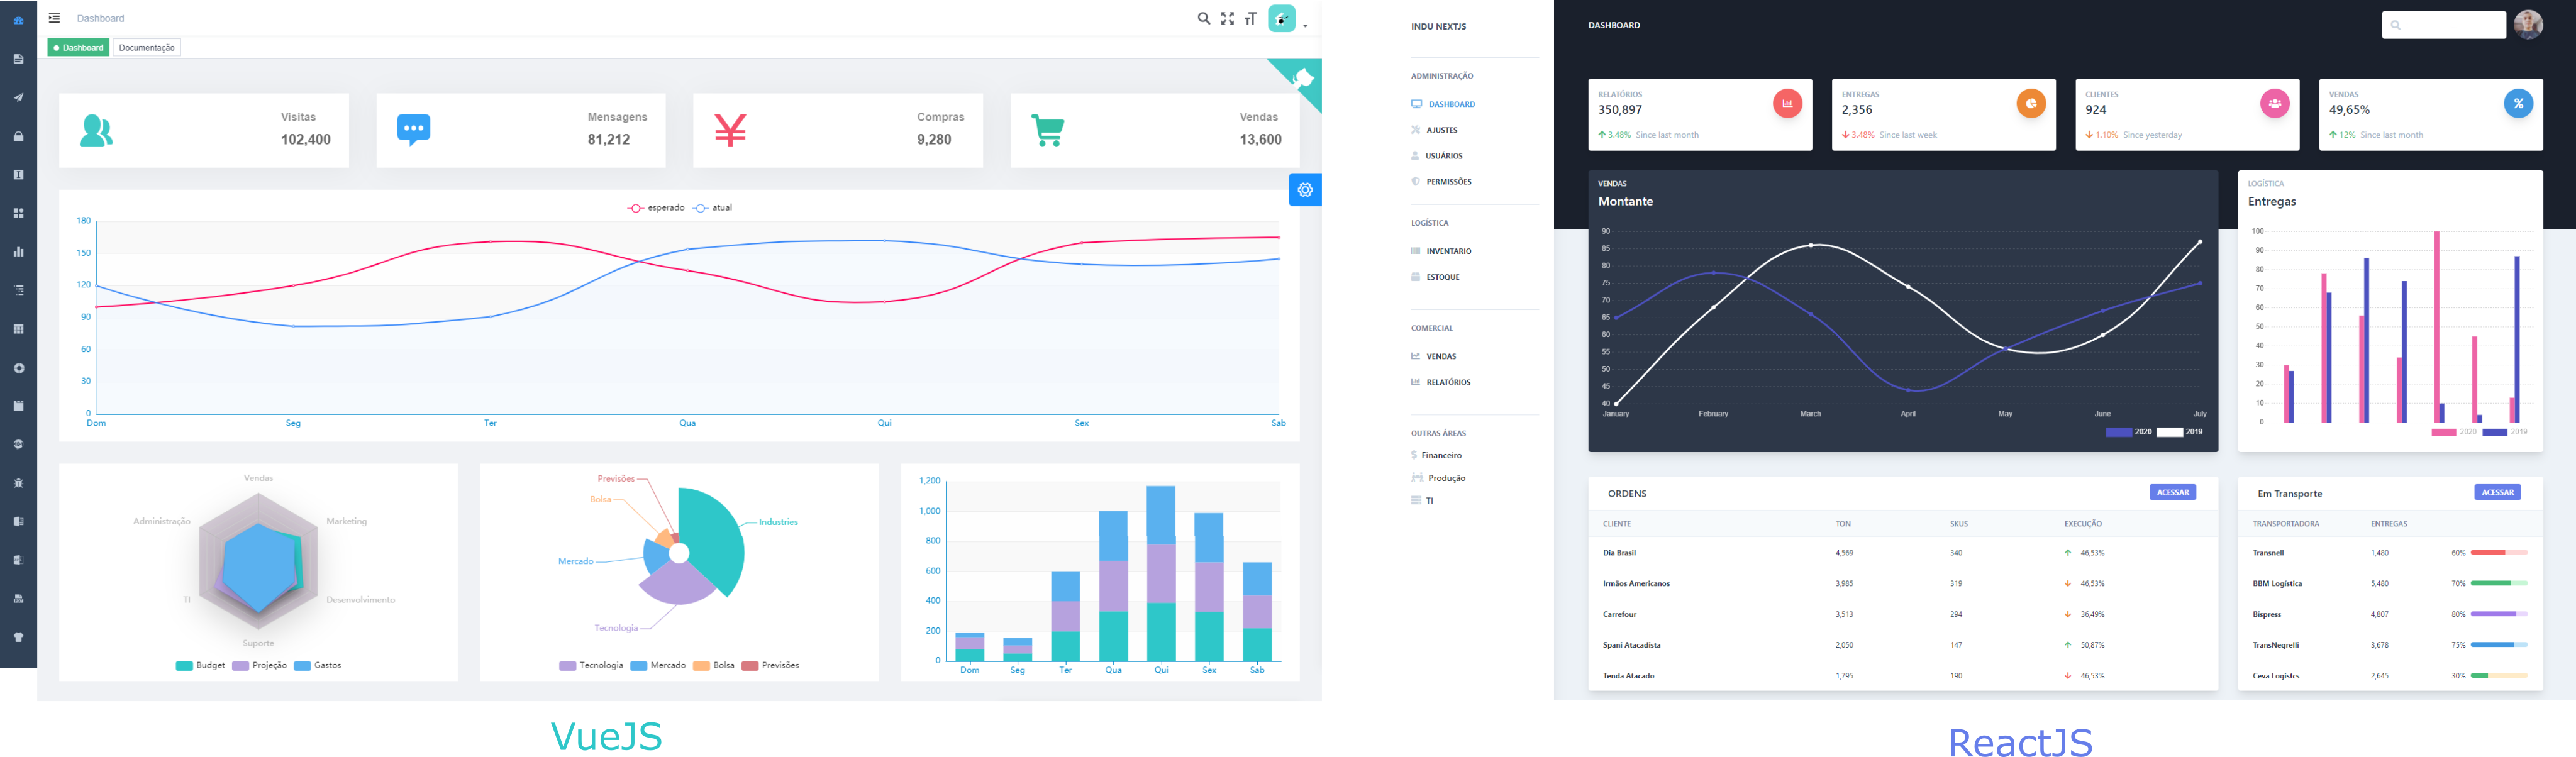 Dashboard
Dashboard
Documentação
Visitas
102,400
Mensagens
81,212
Compras
9,280
Vendas
13,600
esperado atual
180
150
120
90
60
30
0
Dom Seg Ter Qua Qui Sex Sab
Vendas
Administração
Marketing
TI
Desenvolvimento
Suporte
Budget Projeção Gastos
Previsões
Bolsa
Industries
Mercado
Tecnologia
Tecnologia Mercado Bolsa Previsões
1,200
1,000
800
600
400
200
0
Dom Seg Ter Qua Qui Sex Sab
VueJS
INDU NEXTJS
ADMINISTRAÇÃO
DASHBOARD
AJUSTES
USUÁRIOS
PERMISSÕES
LOGÍSTICA
INVENTARIO
ESTOQUE
COMERCIAL
VENDAS
RELATÓRIOS
OUTRAS ÁREAS
Financeiro
Produção
TI
DASHBOARD
RELATÓRIOS
350,897
3.48% Since last month
ENTREGAS
2,356
3.48% Since last week
CLIENTES
924
1.10% Since yesterday
VENDAS
49,65%
12% Since last month
VENDAS
Montante
90
85
80
75
70
65
60
55
50
45
40
January February March April May June July
2020 2019
LOGÍSTICA
Entregas
100
90
80
70
60
50
40
30
20
10
0
2020 2019
ORDENS ACESSAR
CLIENTE TON SKUS EXECUÇÃO
Dia Brasil 4,569 340 46,53%
Irmãos Americanos 3,985 319 46,53%
Carrefour 3,513 294 36,49%
Spani Atacadista 2,050 147 50,87%
Tenda Atacado 1,795 190 46,53%
Em Transporte ACESSAR
TRANSPORTADORA ENTREGAS
Transnell 1,480 60%
BBM Logística 5,480 70%
Bispress 4,807 80%
TransNegrelli 3,678 75%
Ceva Logistcs 2,645 30%
ReactJS